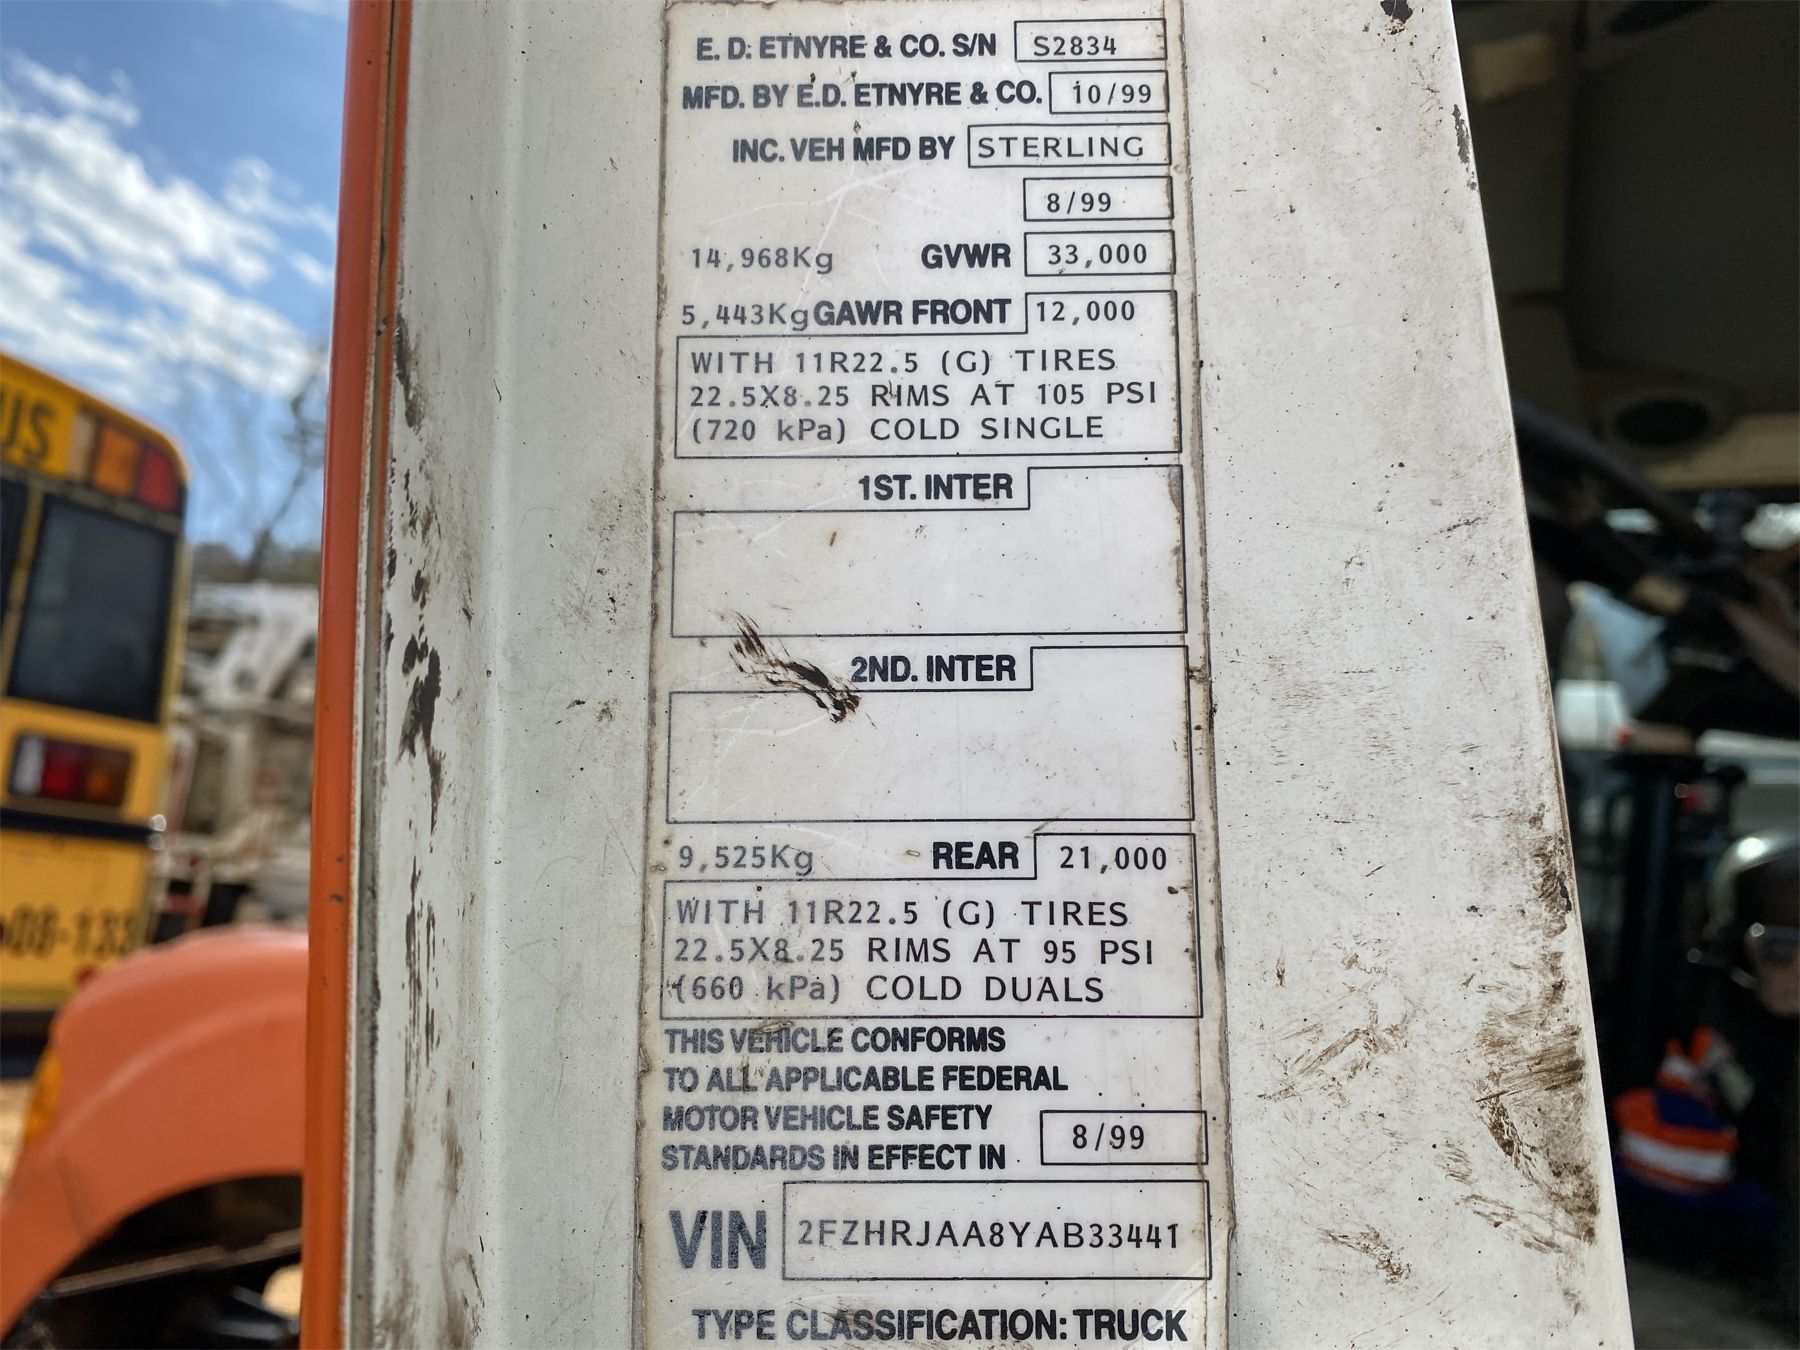 E. D. ETNYRE & CO. S/N S2834
MFD. BY E.D. ETNYRE & CO. 10/99
INC. VEH MFD BY STERLING
8/99
14,968Kg GVWR 33,000
5,443Kg GAWR FRONT 12,000
WITH 11R22.5 (G) TIRES
22.5X8.25 RIMS AT 105 PSI
(720 kPa) COLD SINGLE
1ST. INTER
2ND. INTER
9,525Kg REAR 21,000
WITH 11R22.5 (G) TIRES
22.5X8.25 RIMS AT 95 PSI
(660 kPa) COLD DUALS
THIS VEHICLE CONFORMS
TO ALL APPLICABLE FEDERAL
MOTOR VEHICLE SAFETY
STANDARDS IN EFFECT IN 8/99
VIN 2FZHRJAA8YAB33441
TYPE CLASSIFICATION: TRUCK